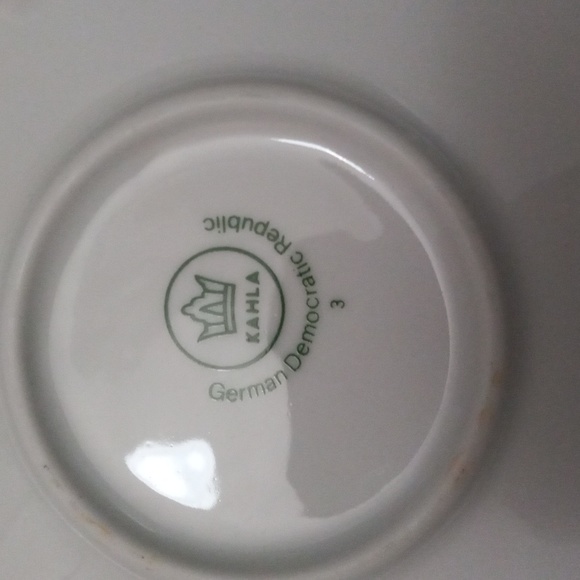 KAHLA
German Democratic Republic
3